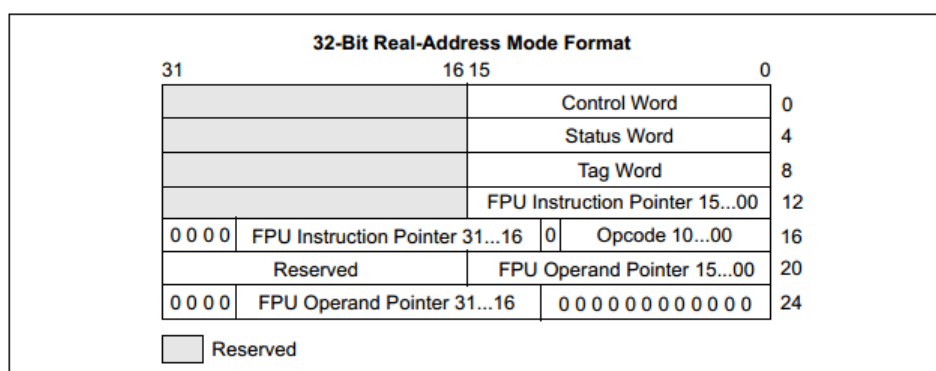 32-Bit Real-Address Mode Format
31 16 15 0
Control Word 0
Status Word 4
Tag Word 8
FPU Instruction Pointer 15...00 12
0 0 0 0 FPU Instruction Pointer 31...16 0 Opcode 10...00 16
Reserved FPU Operand Pointer 15...00 20
0 0 0 0 FPU Operand Pointer 31...16 0 0 0 0 0 0 0 0 0 0 0 0 24
Reserved